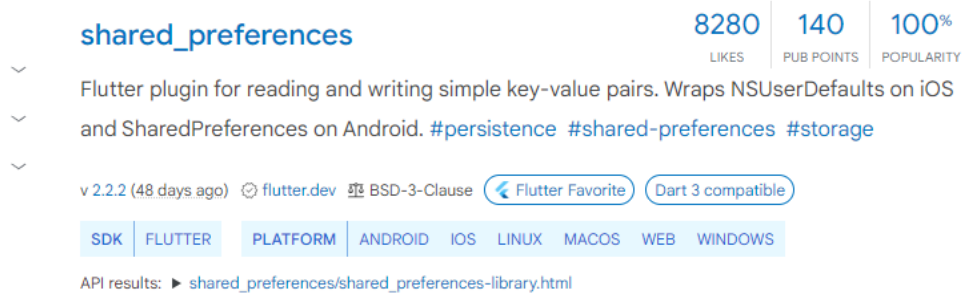 shared_preferences
8280 140 100%
LIKES PUB POINTS POPULARITY
Flutter plugin for reading and writing simple key-value pairs. Wraps NSUserDefaults on iOS
and SharedPreferences on Android. #persistence #shared-preferences #storage
v 2.2.2 (48 days ago) flutter.dev BSD-3-Clause Flutter Favorite Dart 3 compatible
SDK FLUTTER PLATFORM ANDROID IOS LINUX MACOS WEB WINDOWS
API results: ▶ shared_preferences/shared_preferences-library.html